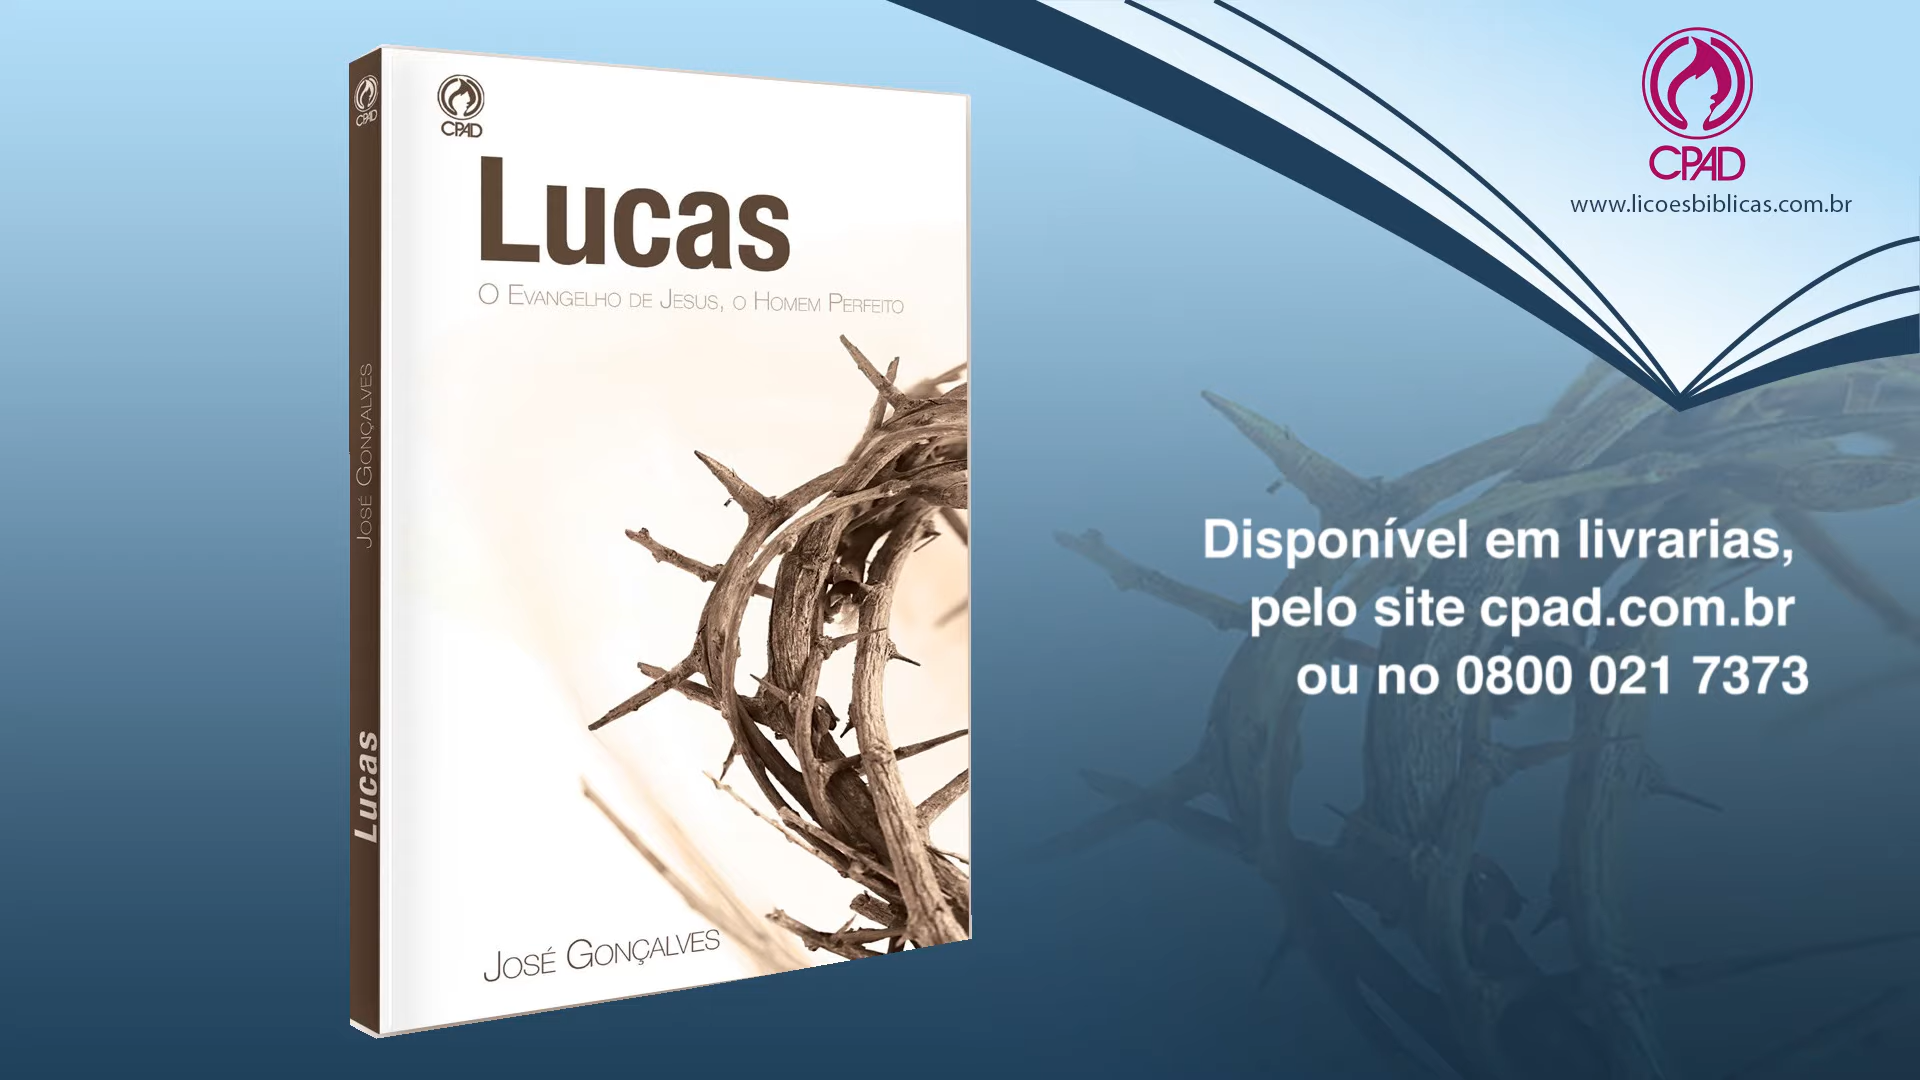 CPAD
Lucas
O Evangelho de Jesus, o Homem Perfeito
José Gonçalves
CPAD
José Gonçalves
Lucas
CPAD
www.licoesbiblicas.com.br
Disponível em livrarias,
pelo site cpad.com.br
ou no 0800 021 7373